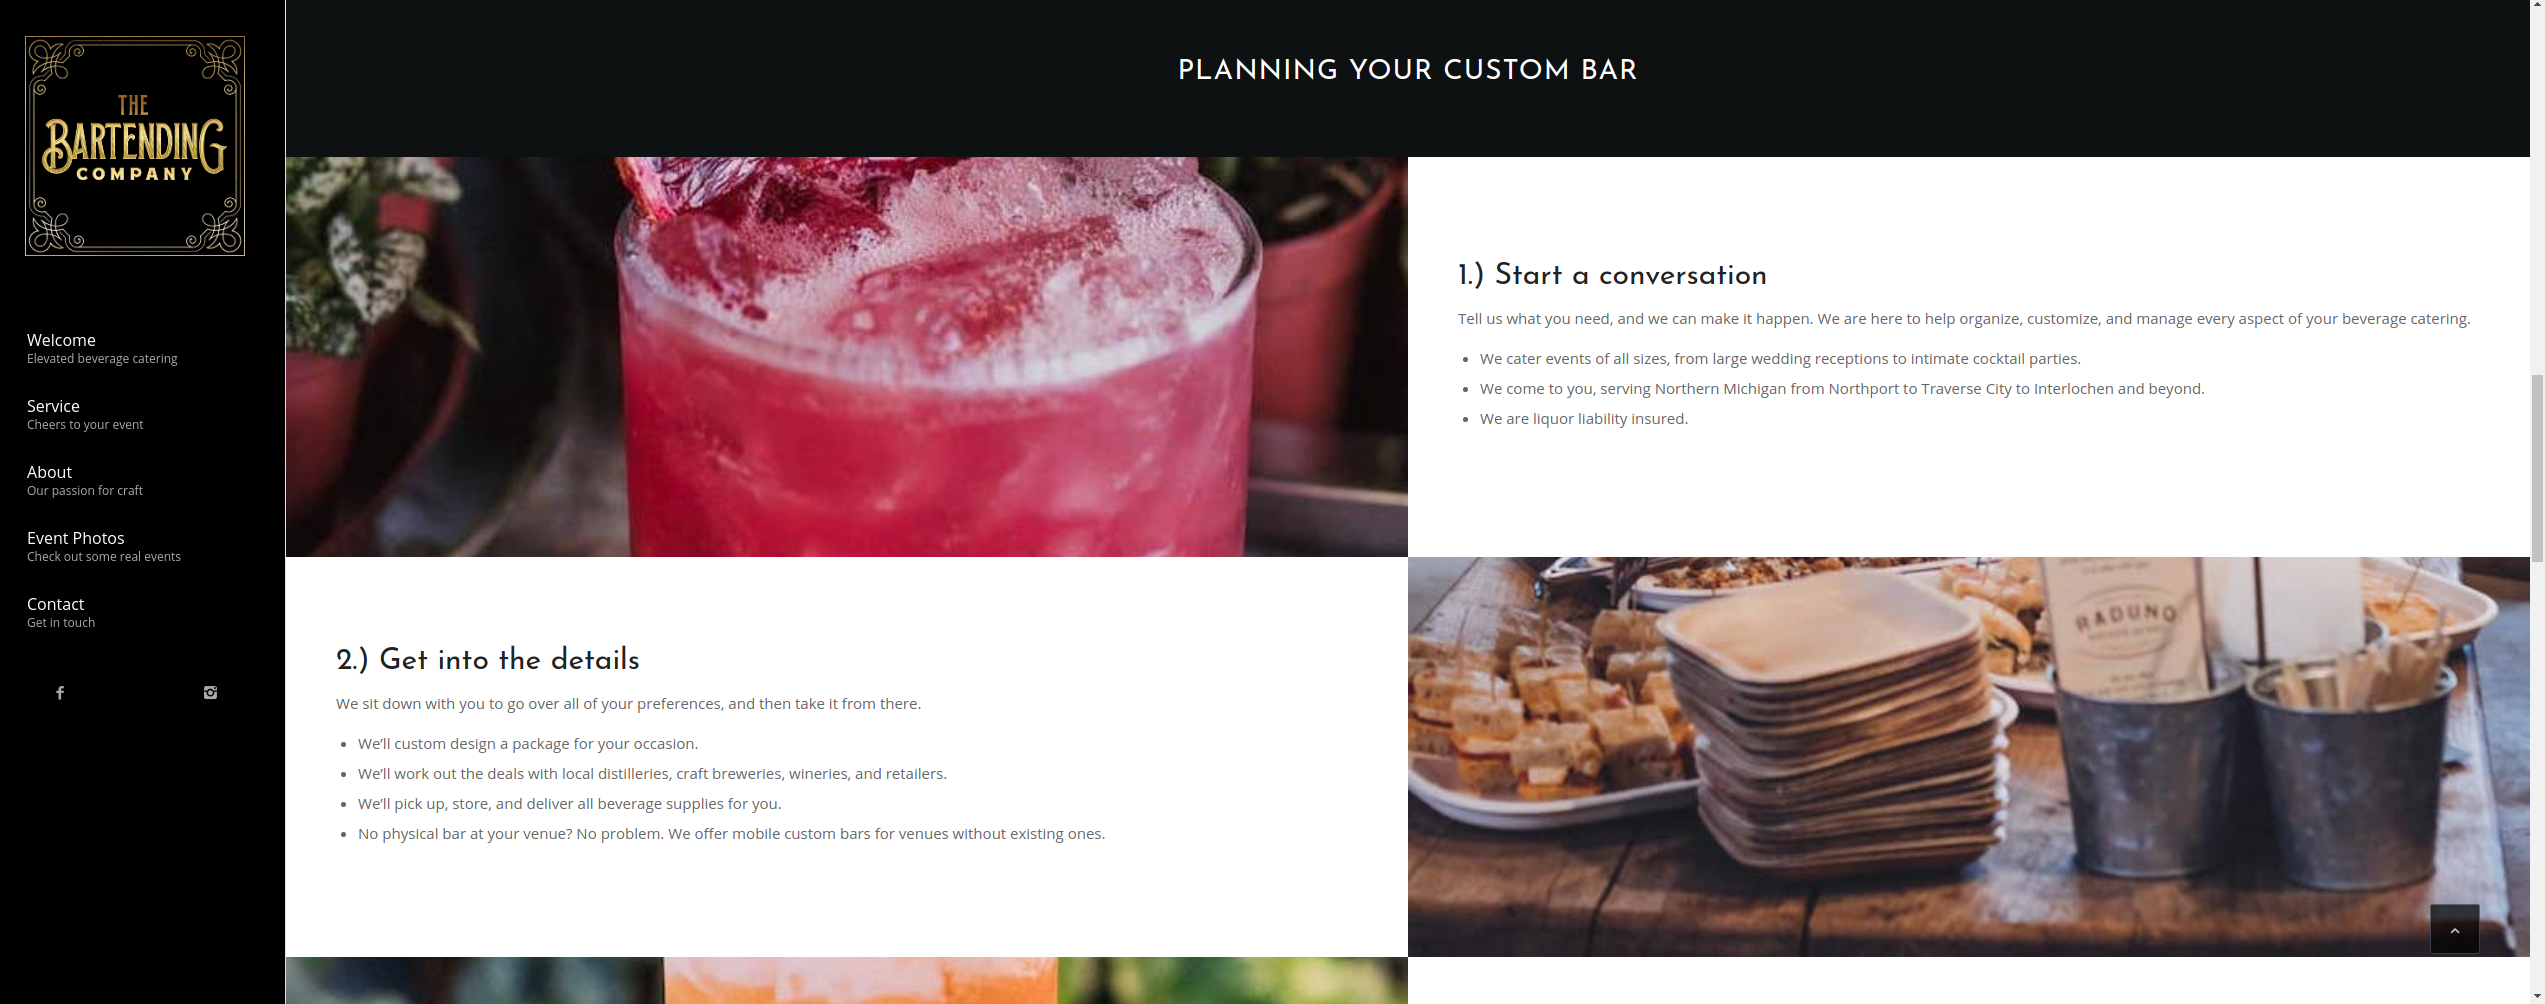 THE
BARTENDING
COMPANY
Welcome
Elevated beverage catering
Service
Cheers to your event
About
Our passion for craft
Event Photos
Check out some real events
Contact
Get in touch
PLANNING YOUR CUSTOM BAR
1.) Start a conversation
Tell us what you need, and we can make it happen. We are here to help organize, customize, and manage every aspect of your beverage catering.
• We cater events of all sizes, from large wedding receptions to intimate cocktail parties.
• We come to you, serving Northern Michigan from Northport to Traverse City to Interlochen and beyond.
• We are liquor liability insured.
2.) Get into the details
We sit down with you to go over all of your preferences, and then take it from there.
• We’ll custom design a package for your occasion.
• We’ll work out the deals with local distilleries, craft breweries, wineries, and retailers.
• We’ll pick up, store, and deliver all beverage supplies for you.
• No physical bar at your venue? No problem. We offer mobile custom bars for venues without existing ones.
RADUNO